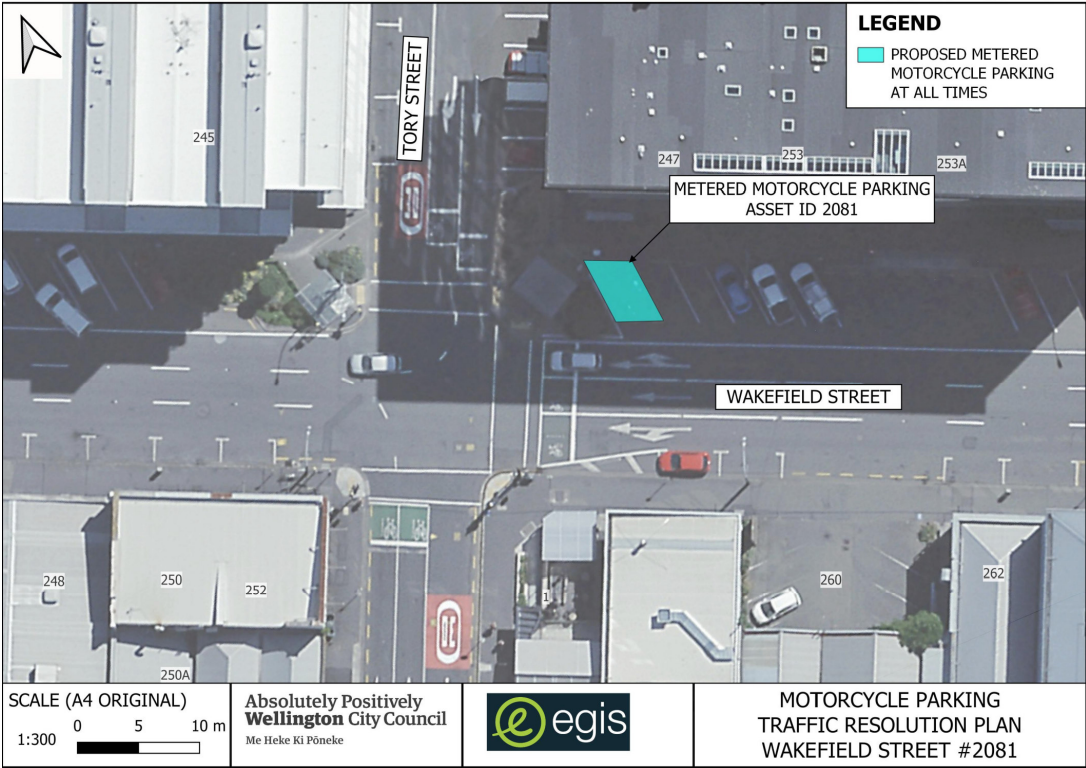 LEGEND
PROPOSED METERED
MOTORCYCLE PARKING
AT ALL TIMES
TORY STREET
245
247
253
253A
METERED MOTORCYCLE PARKING
ASSET ID 2081
WAKEFIELD STREET
248
250
252
250A
1
260
262
30
SCALE (A4 ORIGINAL)
1:300
0 5 10 m
Absolutely Positively
Wellington City Council
Me Heke Ki Pōneke
egis
MOTORCYCLE PARKING
TRAFFIC RESOLUTION PLAN
WAKEFIELD STREET #2081